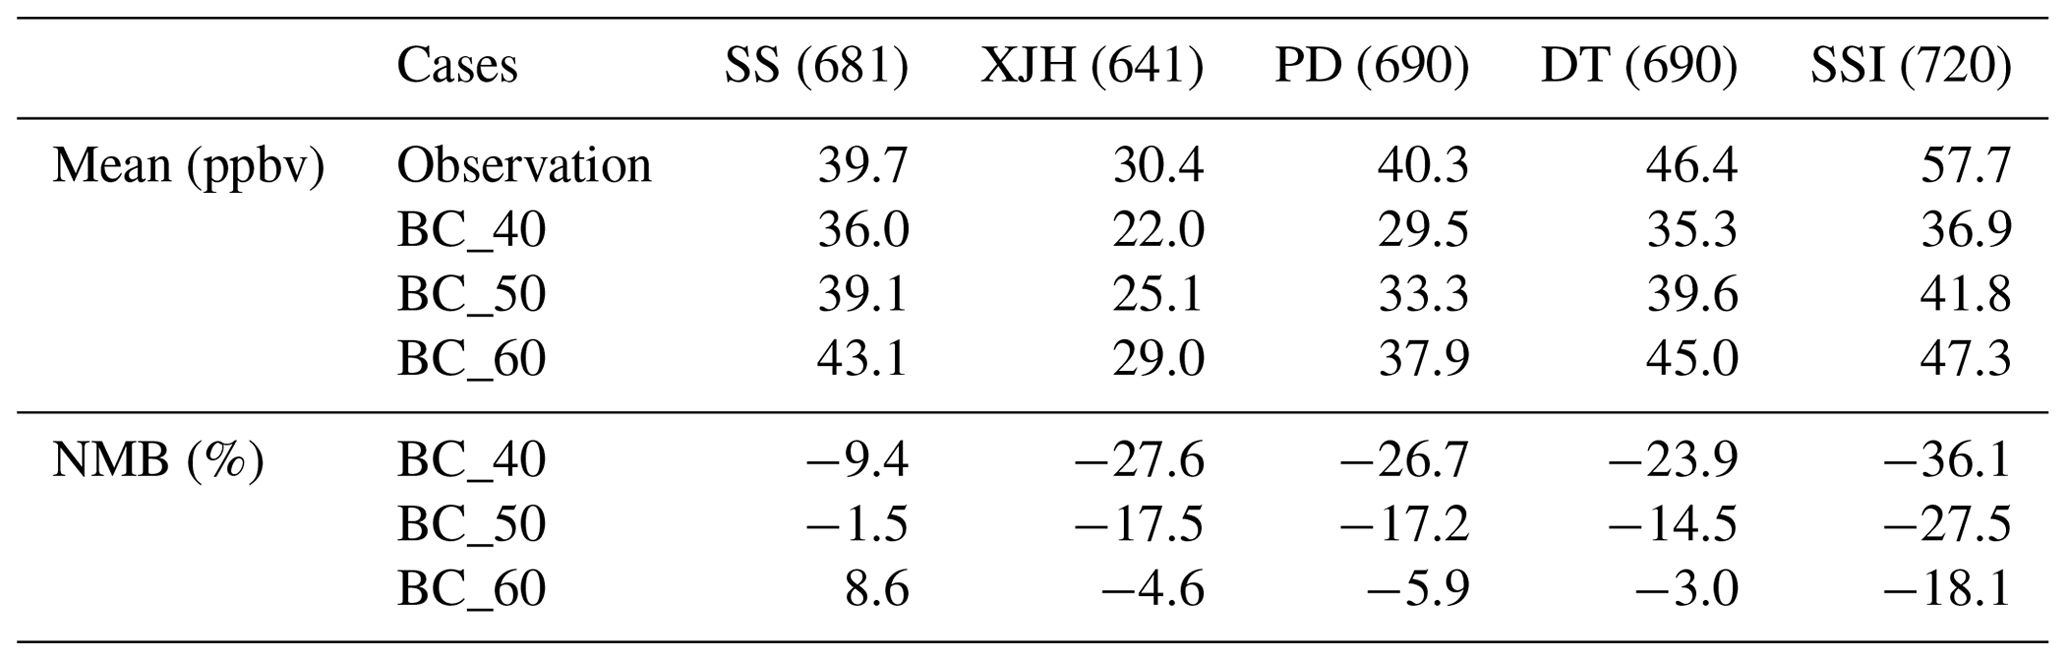 Cases SS (681) XJH (641) PD (690) DT (690) SSI (720)
Mean (ppbv) Observation 39.7 30.4 40.3 46.4 57.7
BC_40 36.0 22.0 29.5 35.3 36.9
BC_50 39.1 25.1 33.3 39.6 41.8
BC_60 43.1 29.0 37.9 45.0 47.3
NMB (%) BC_40 −9.4 −27.6 −26.7 −23.9 −36.1
BC_50 −1.5 −17.5 −17.2 −14.5 −27.5
BC_60 8.6 −4.6 −5.9 −3.0 −18.1